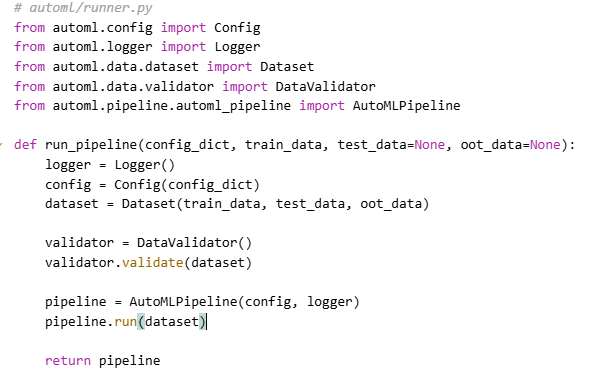 # automl/runner.py
from automl.config import Config
from automl.logger import Logger
from automl.data.dataset import Dataset
from automl.data.validator import DataValidator
from automl.pipeline.automl_pipeline import AutoMLPipeline

def run_pipeline(config_dict, train_data, test_data=None, oot_data=None):
    logger = Logger()
    config = Config(config_dict)
    dataset = Dataset(train_data, test_data, oot_data)

    validator = DataValidator()
    validator.validate(dataset)

    pipeline = AutoMLPipeline(config, logger)
    pipeline.run(dataset)

    return pipeline